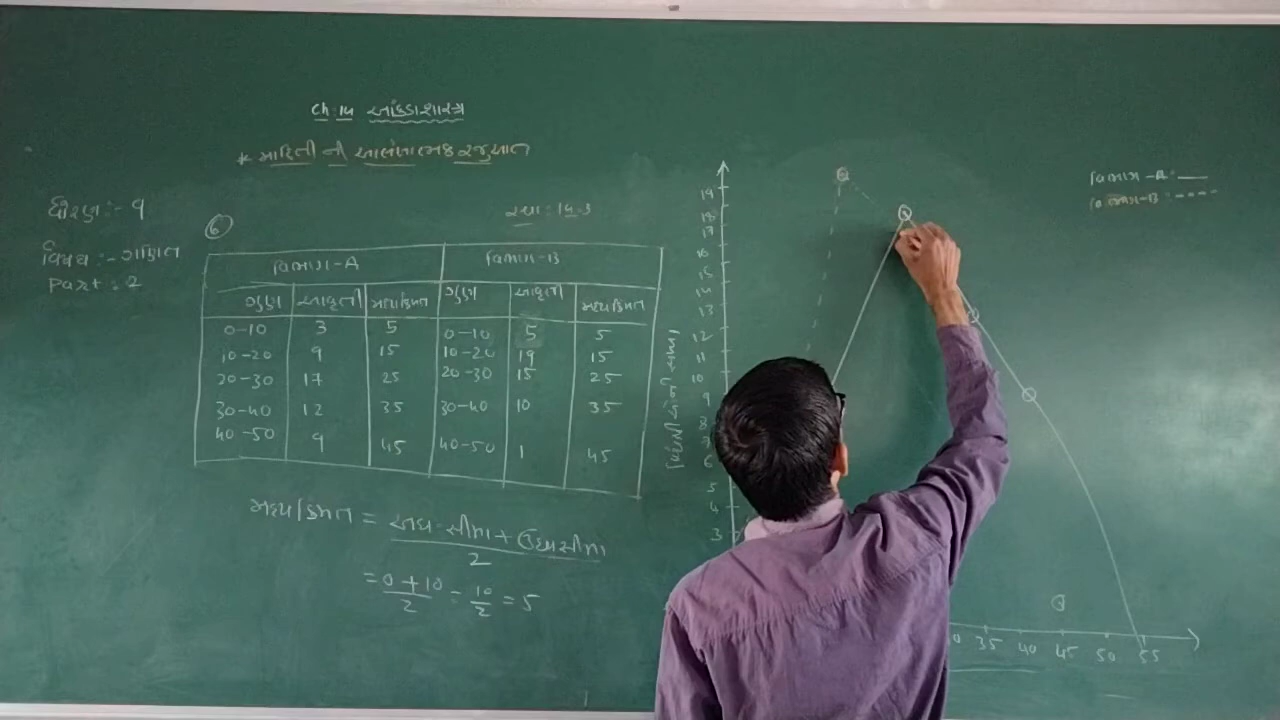 Ch 14 આંકડાશાસ્ત્ર
* માહિતી ની આલેખાત્મક રજુઆત
ધોરણ :- 9
વિષય :- ગણિત
Part : 2
6
સ્વા : 14.3
વિભાગ-A વિભાગ-B
ગુણ આવૃત્તી મધ્યકિંમત ગુણ આવૃત્તી મધ્યકિંમત
0-10 3 5 0-10 5 5
10-20 9 15 10-20 19 15
20-30 17 25 20-30 15 25
30-40 12 35 30-40 10 35
40-50 9 45 40-50 1 45
મધ્યકિંમત = અધઃસીમા + ઉર્ધ્વસીમા
2
= 0 + 10 = 10 = 5
2 2
વિભાગ-A : —
વિભાગ-B : ----
19
18
17
16
15
14
13
12
11
10
9
8
7
6
5
4
3
35 40 45 50 55